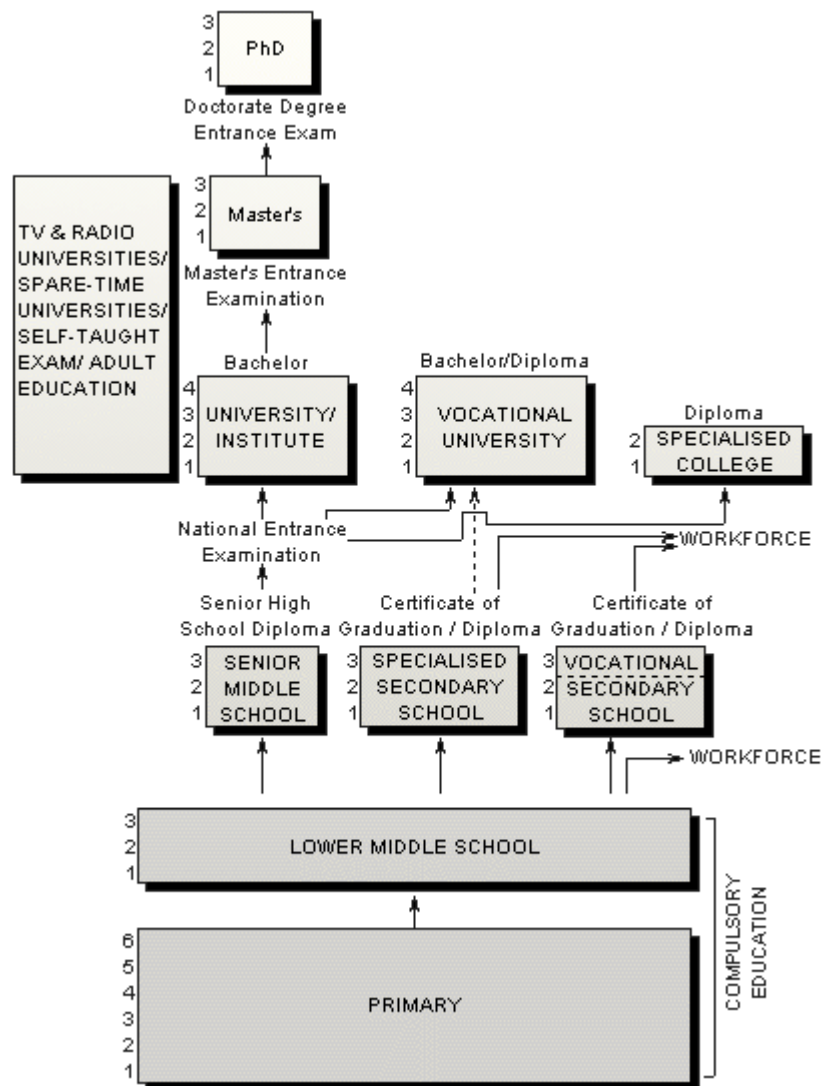 3
2
1
PhD
Doctorate Degree
Entrance Exam
TV & RADIO
UNIVERSITIES/
SPARE-TIME
UNIVERSITIES/
SELF-TAUGHT
EXAM/ ADULT
EDUCATION
3
2
1
Master's
Master's Entrance
Examination
Bachelor
4
3
2
1
UNIVERSITY/
INSTITUTE
Bachelor/Diploma
4
3
2
1
VOCATIONAL
UNIVERSITY
Diploma
2
1
SPECIALISED
COLLEGE
National Entrance
Examination
WORKFORCE
Senior High
School Diploma
3
2
1
SENIOR
MIDDLE
SCHOOL
Certificate of
Graduation / Diploma
3
2
1
SPECIALISED
SECONDARY
SCHOOL
Certificate of
Graduation / Diploma
3
2
1
VOCATIONAL
SECONDARY
SCHOOL
WORKFORCE
3
2
1
LOWER MIDDLE SCHOOL
6
5
4
3
2
1
PRIMARY
COMPULSORY
EDUCATION